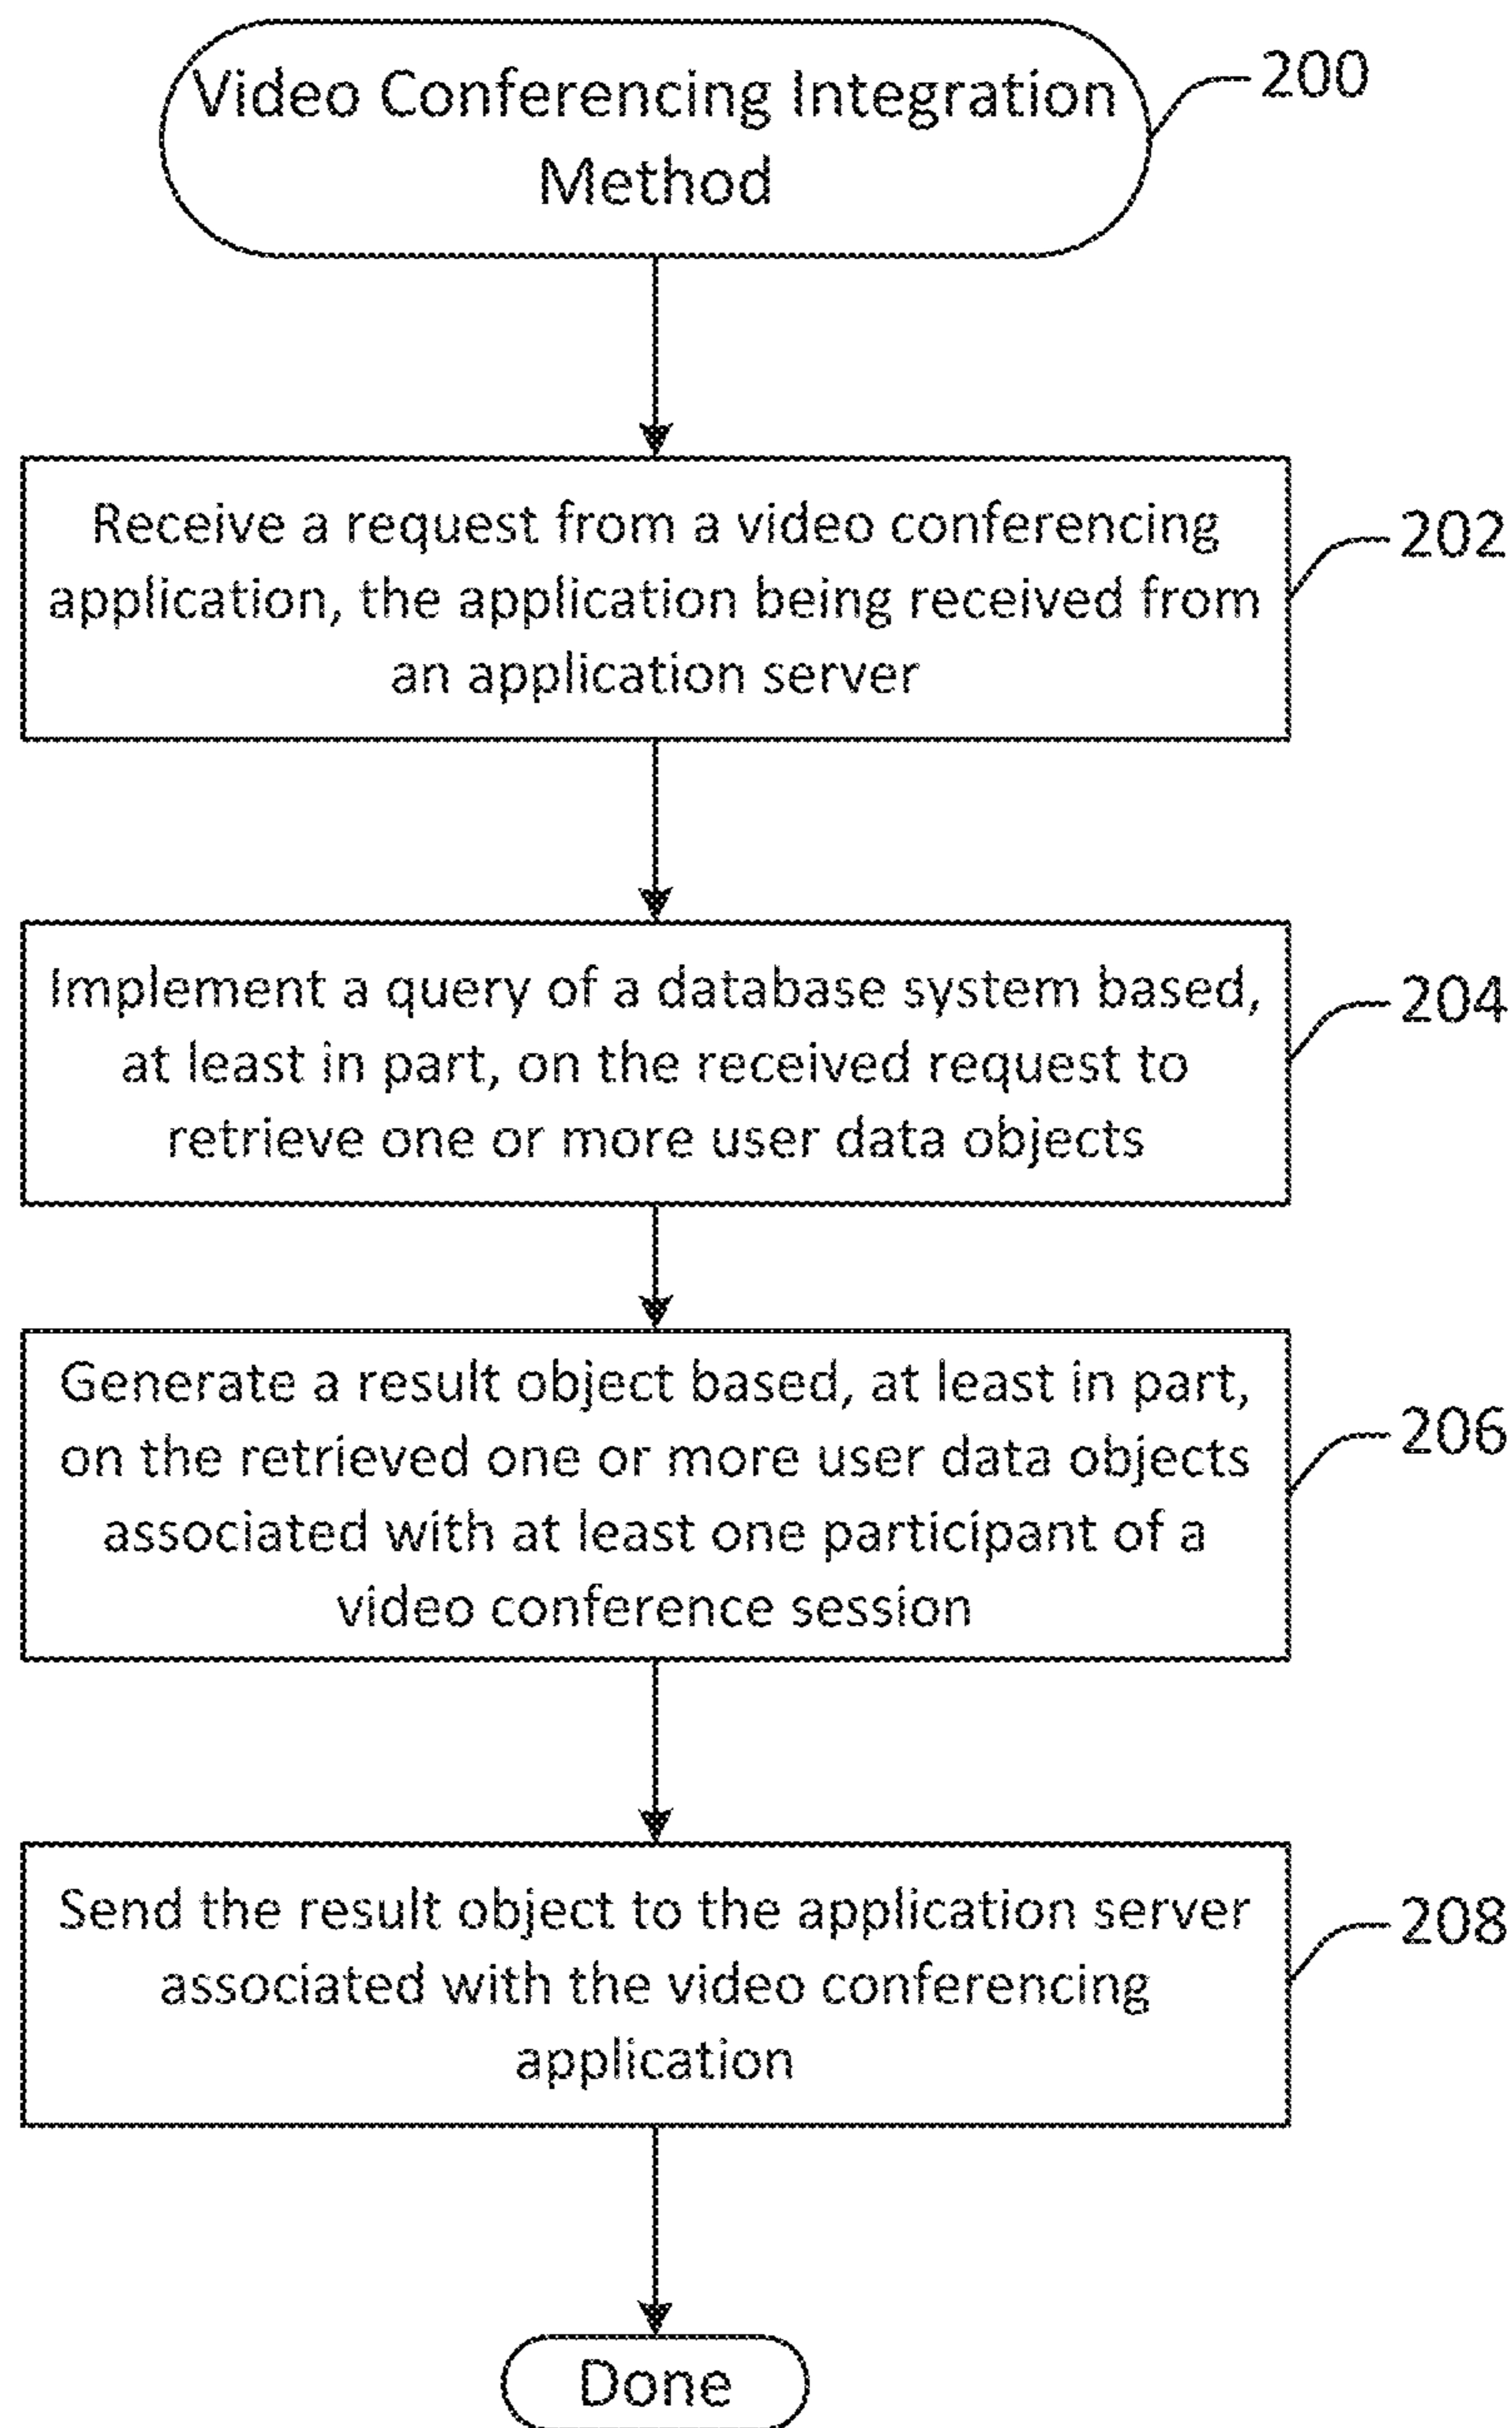 Video Conferencing Integration
Method
200
Receive a request from a video conferencing
application, the application being received from
an application server
202
Implement a query of a database system based,
at least in part, on the received request to
retrieve one or more user data objects
204
Generate a result object based, at least in part,
on the retrieved one or more user data objects
associated with at least one participant of a
video conference session
206
Send the result object to the application server
associated with the video conferencing
application
208
Done